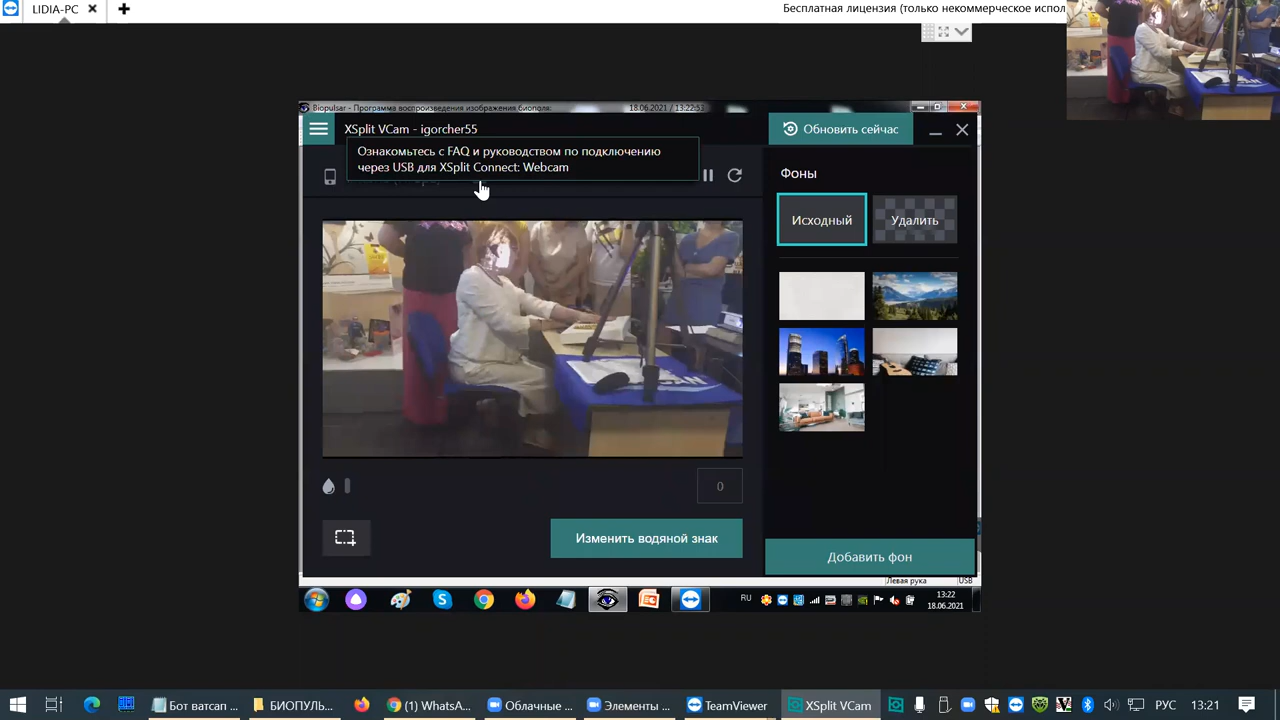 LIDIA-PC
Бесплатная лицензия (только некоммерческое испол
Biopulsar - Программа воспроизведения изображения биополя:
18.06.2021 / 13:22:53
XSplit VCam - igorcher55
Обновить сейчас
Ознакомьтесь с FAQ и руководством по подключению
через USB для XSplit Connect: Webcam
Фоны
Исходный
Удалить
0
Изменить водяной знак
Добавить фон
Левая рука
USB
RU
13:22
18.06.2021
Бот ватсап ...
БИОПУЛЬ...
(1) WhatsA...
Облачные ...
Элементы ...
TeamViewer
XSplit VCam
РУС
13:21